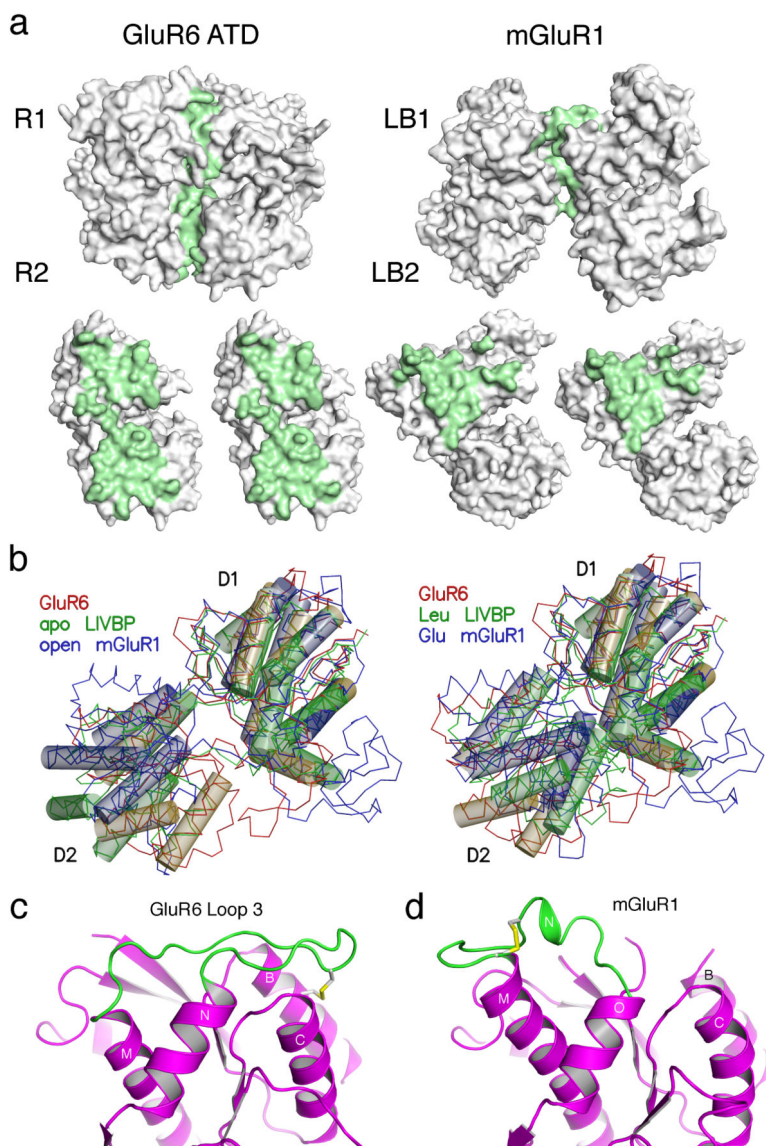 a
GluR6 ATD
mGluR1
R1
LB1
R2
LB2
b
D1
GluR6
apo LIVBP
open mGluR1
D2
D1
GluR6
Leu LIVBP
Glu mGluR1
D2
c
GluR6 Loop 3
B
N
M
C
d
mGluR1
N
M
O
B
C